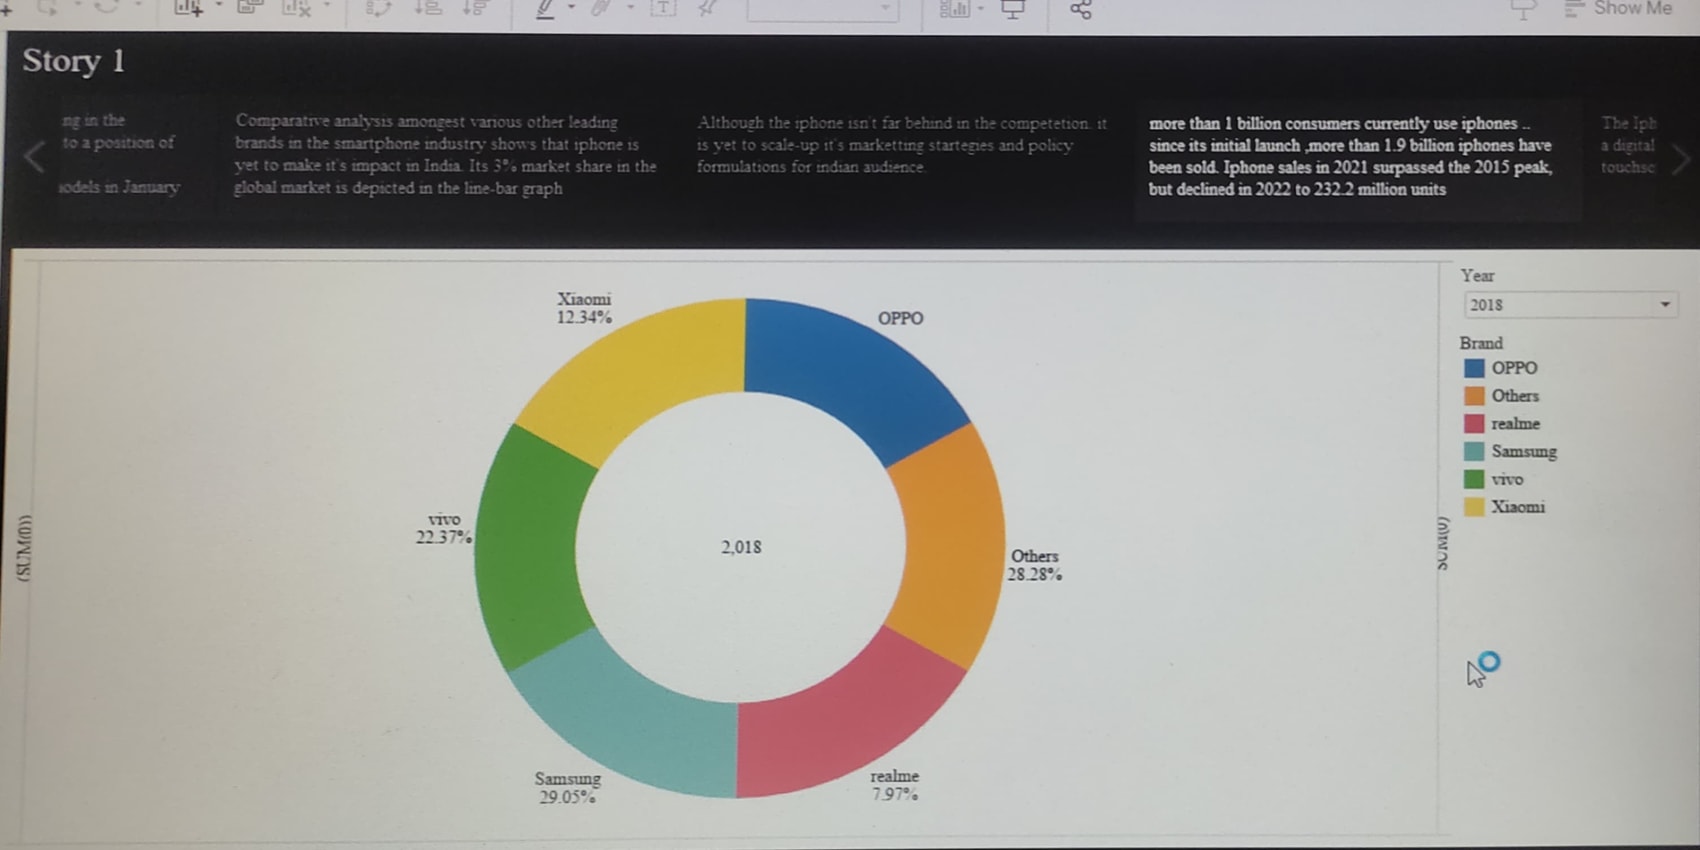 Show Me
Story 1
ng in the
to a position of
odels in January
Comparative analysis amongest various other leading
brands in the smartphone industry shows that iphone is
yet to make it's impact in India. Its 3% market share in the
global market is depicted in the line-bar graph
Although the iphone isn't far behind in the competetion. it
is yet to scale-up it's marketting startegies and policy
formulations for indian audience.
more than 1 billion consumers currently use iphones ..
since its initial launch ,more than 1.9 billion iphones have
been sold. Iphone sales in 2021 surpassed the 2015 peak,
but declined in 2022 to 232.2 million units
The Iph
a digital
touchsc
Xiaomi
12.34%
OPPO
vivo
22.37%
2,018
Others
28.28%
Samsung
29.05%
realme
7.97%
(SUM(0))
SUM(0)
Year
2018
Brand
OPPO
Others
realme
Samsung
vivo
Xiaomi